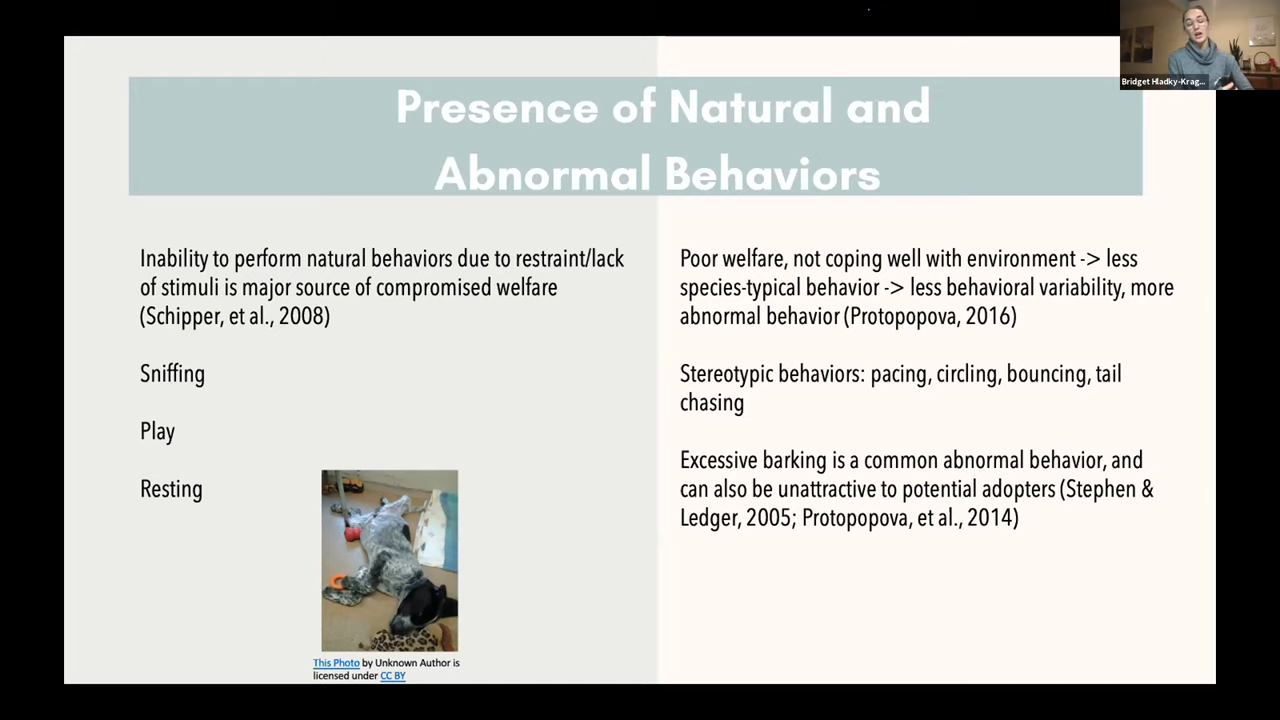 Presence of Natural and
Abnormal Behaviors
Inability to perform natural behaviors due to restraint/lack
of stimuli is major source of compromised welfare
(Schipper, et al., 2008)
Sniffing
Play
Resting
This Photo by Unknown Author is
licensed under CC BY
Poor welfare, not coping well with environment -> less
species-typical behavior -> less behavioral variability, more
abnormal behavior (Protopopova, 2016)
Stereotypic behaviors: pacing, circling, bouncing, tail
chasing
Excessive barking is a common abnormal behavior, and
can also be unattractive to potential adopters (Stephen &
Ledger, 2005; Protopopova, et al., 2014)
Bridget Hladky-Krag...